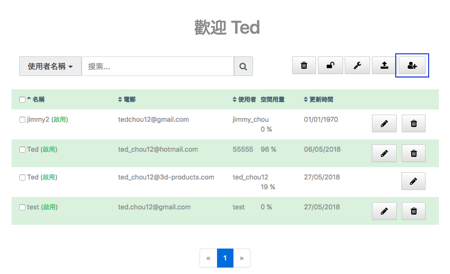 歡迎 Ted
使用者名稱 搜索...
名稱 電郵 使用者 空間用量 更新時間
jimmy2 (啟用) tedchou12@gmail.com jimmy_chou 0 % 01/01/1970
Ted (啟用) ted_chou12@hotmail.com 55555 96 % 06/05/2018
Ted (啟用) ted_chou12@3d-products.com ted_chou12 19 % 27/05/2018
test (啟用) ted.chou12@gmail.com test 0 % 27/05/2018
« 1 »